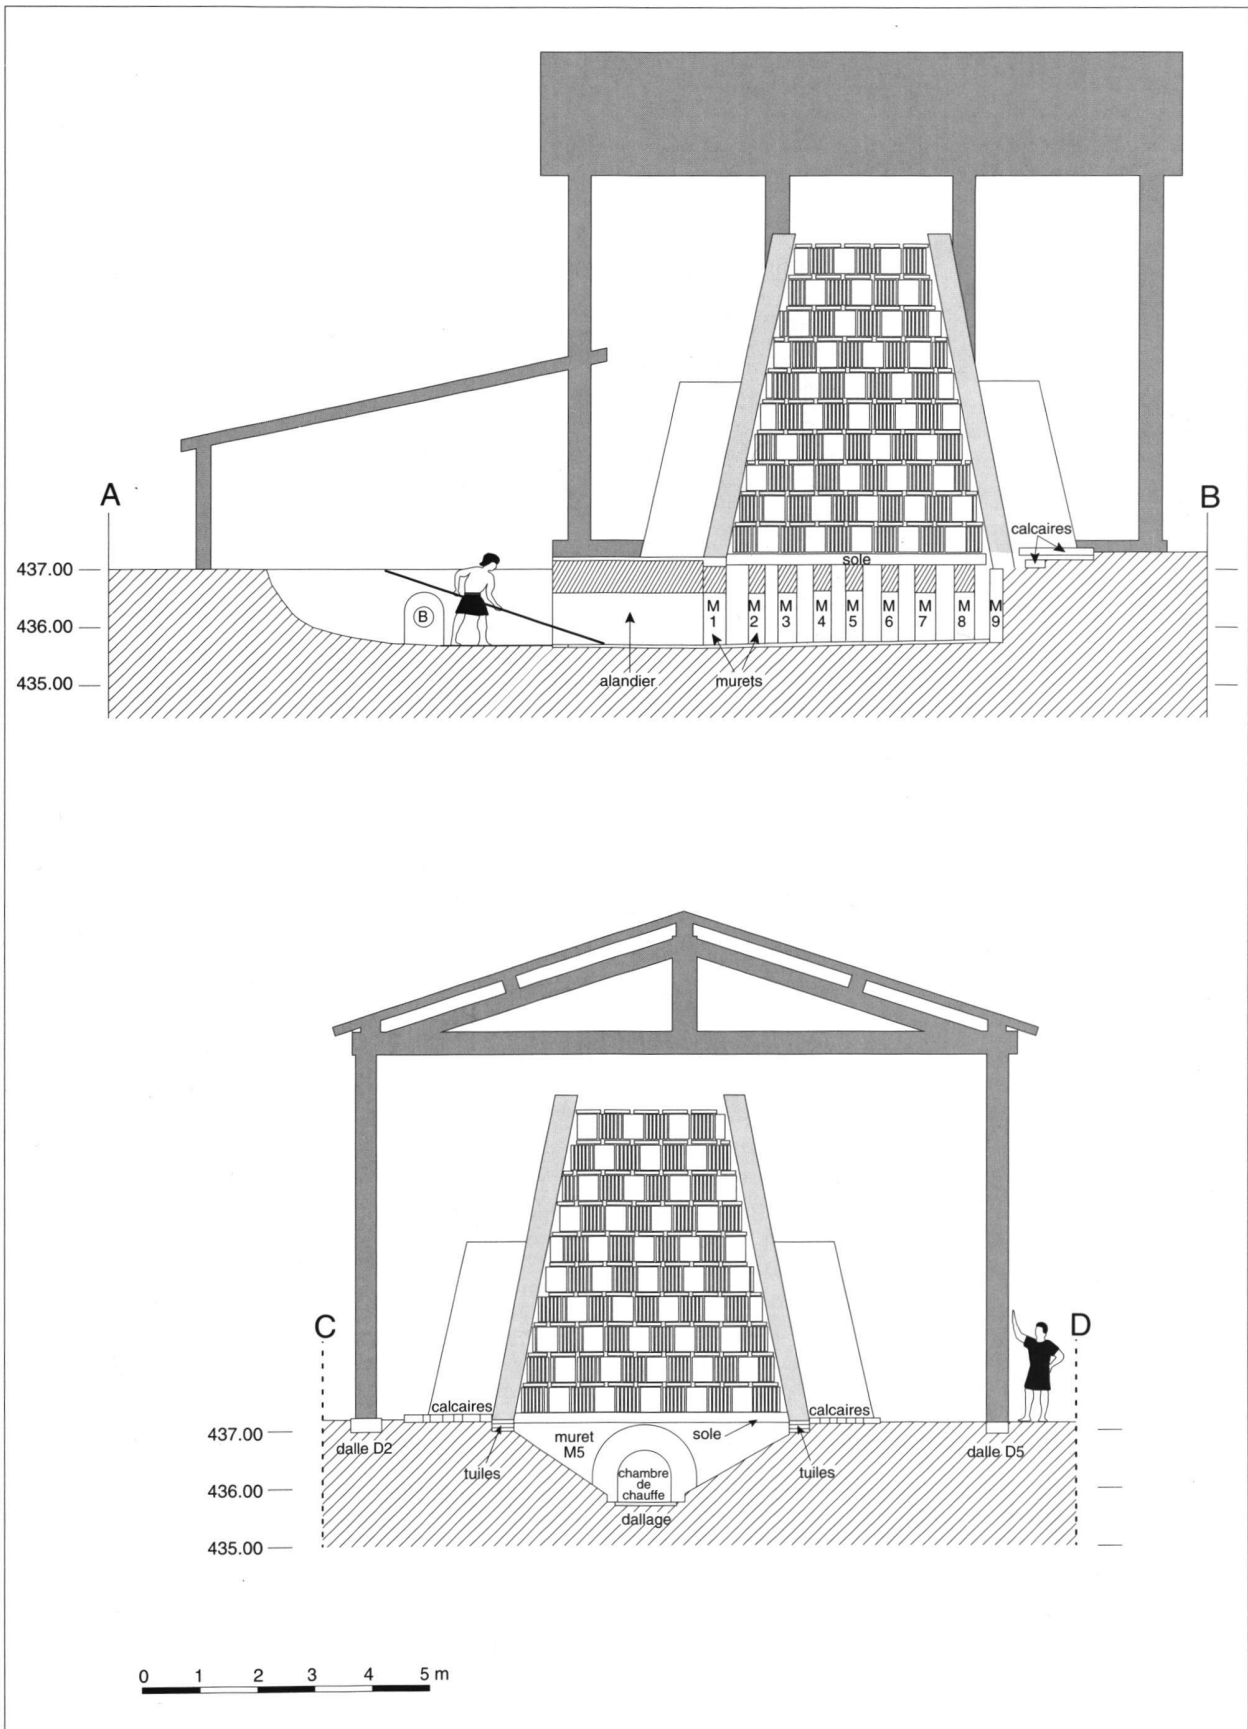 A
B
calcaires
437.00
sole
B
M 1
M 2
M 3
M 4
M 5
M 6
M 7
M 8
M 9
436.00
435.00
alandier
murets
C
D
calcaires
calcaires
437.00
dalle D2
muret
M5
sole
dalle D5
tuiles
tuiles
chambre
de
chauffe
436.00
dallage
435.00
0 1 2 3 4 5 m